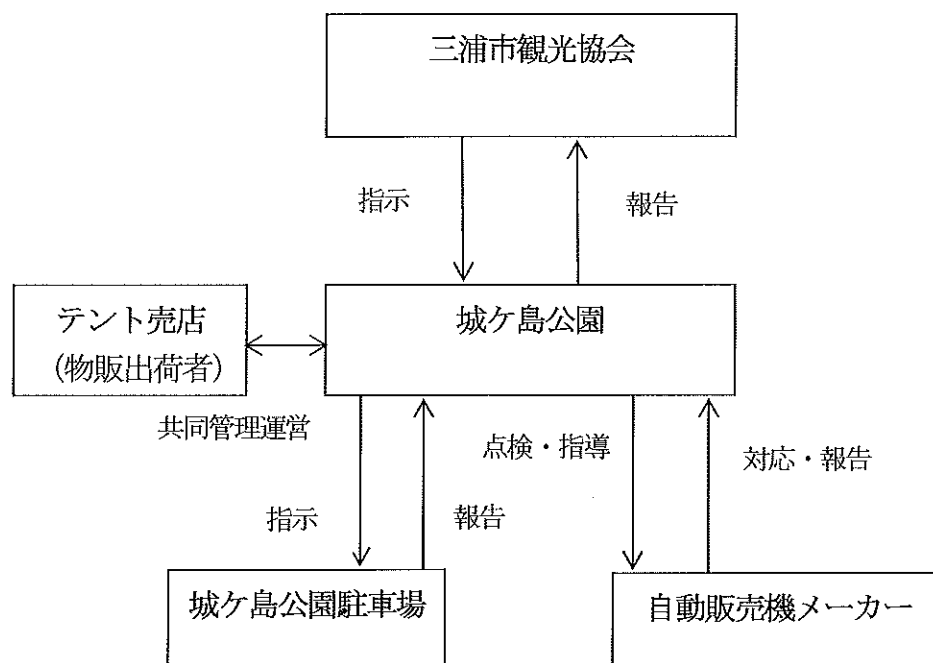 三浦市観光協会
指示
報告
テント売店
(物販出荷者)
城ケ島公園
共同管理運営
点検・指導
対応・報告
指示
報告
城ケ島公園駐車場
自動販売機メーカー